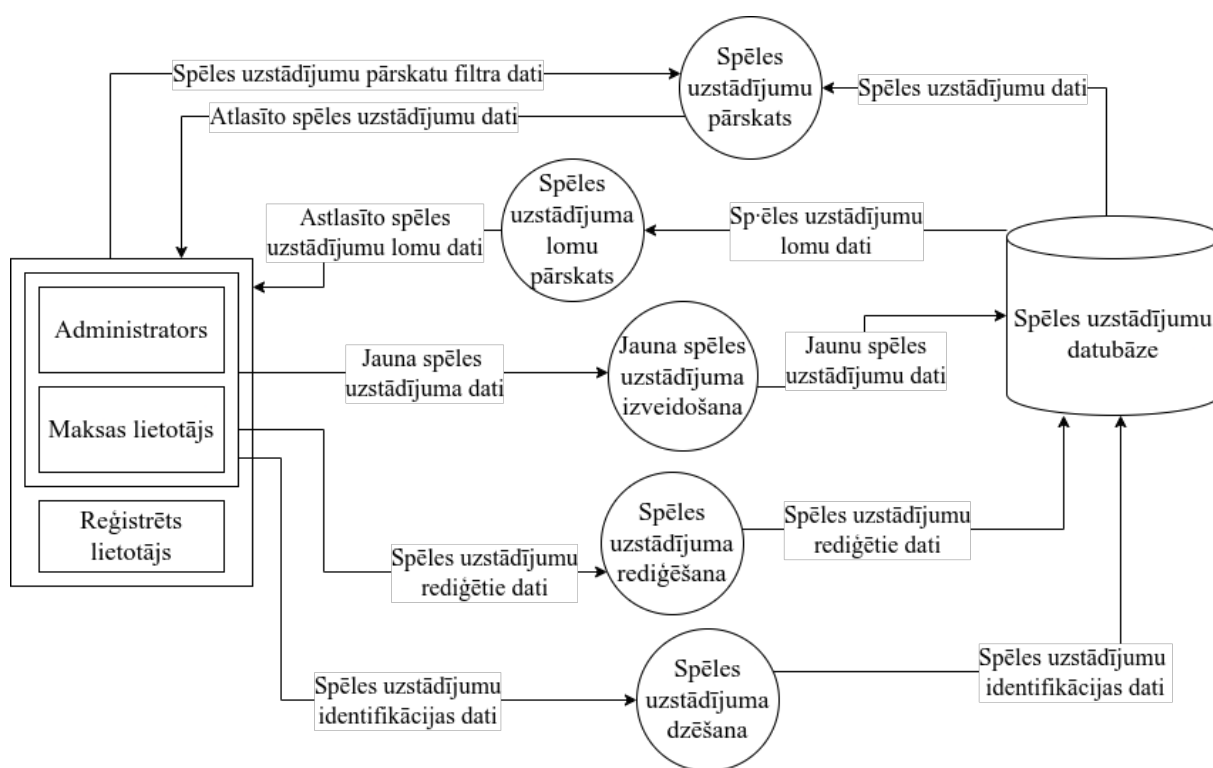 Spēles
uzstādījumu
pārskats
Spēles uzstādījumu pārskatu filtra dati
Spēles uzstādījumu dati
Atlasīto spēles uzstādījumu dati
Spēles
uzstādījuma
lomu
pārskats
Astlasīto spēles
uzstādījumu lomu dati
Sp·ēles uzstādījumu
lomu dati
Administrators
Maksas lietotājs
Reģistrēts
lietotājs
Jauna spēles
uzstādījuma dati
Jauna spēles
uzstādījuma
izveidošana
Jaunu spēles
uzstādījumu dati
Spēles uzstādījumu
datubāze
Spēles uzstādījumu
rediģētie dati
Spēles
uzstādījuma
rediģēšana
Spēles uzstādījumu
rediģētie dati
Spēles uzstādījumu
identifikācijas dati
Spēles
uzstādījuma
dzēšana
Spēles uzstādījumu
identifikācijas dati